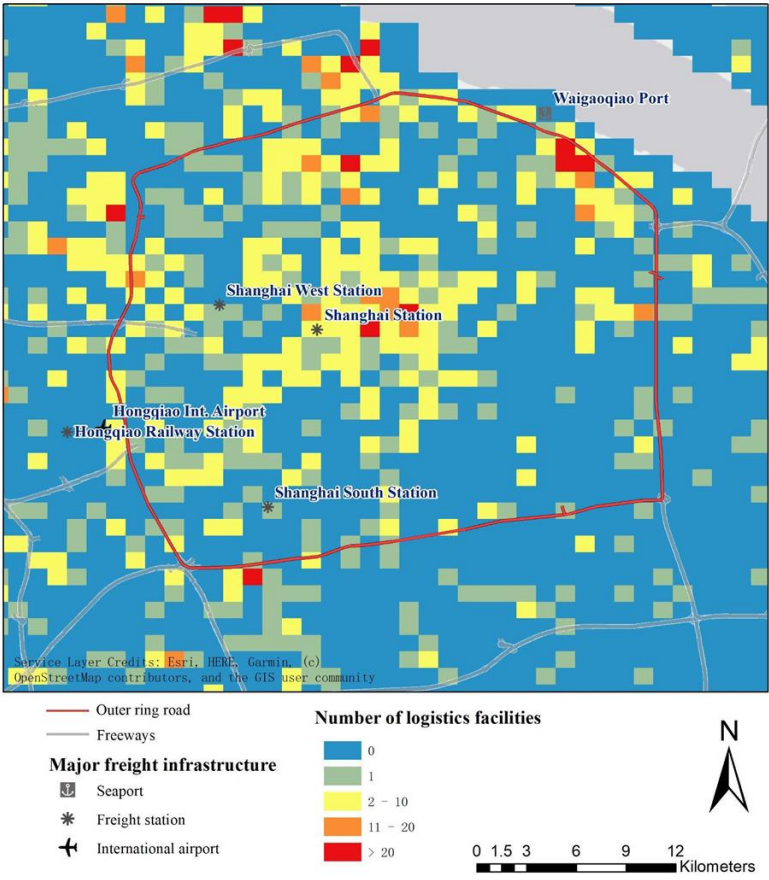 Waigaoqiao Port
Shanghai West Station
Shanghai Station
Hongqiao Int. Airport
Hongqiao Railway Station
Shanghai South Station
Service Layer Credits: Esri, HERE, Garmin, (c)
OpenStreetMap contributors, and the GIS user community
Outer ring road
Freeways
Major freight infrastructure
Seaport
Freight station
International airport
Number of logistics facilities
0
1
2 - 10
11 - 20
> 20
N
0 1.5 3 6 9 12
Kilometers